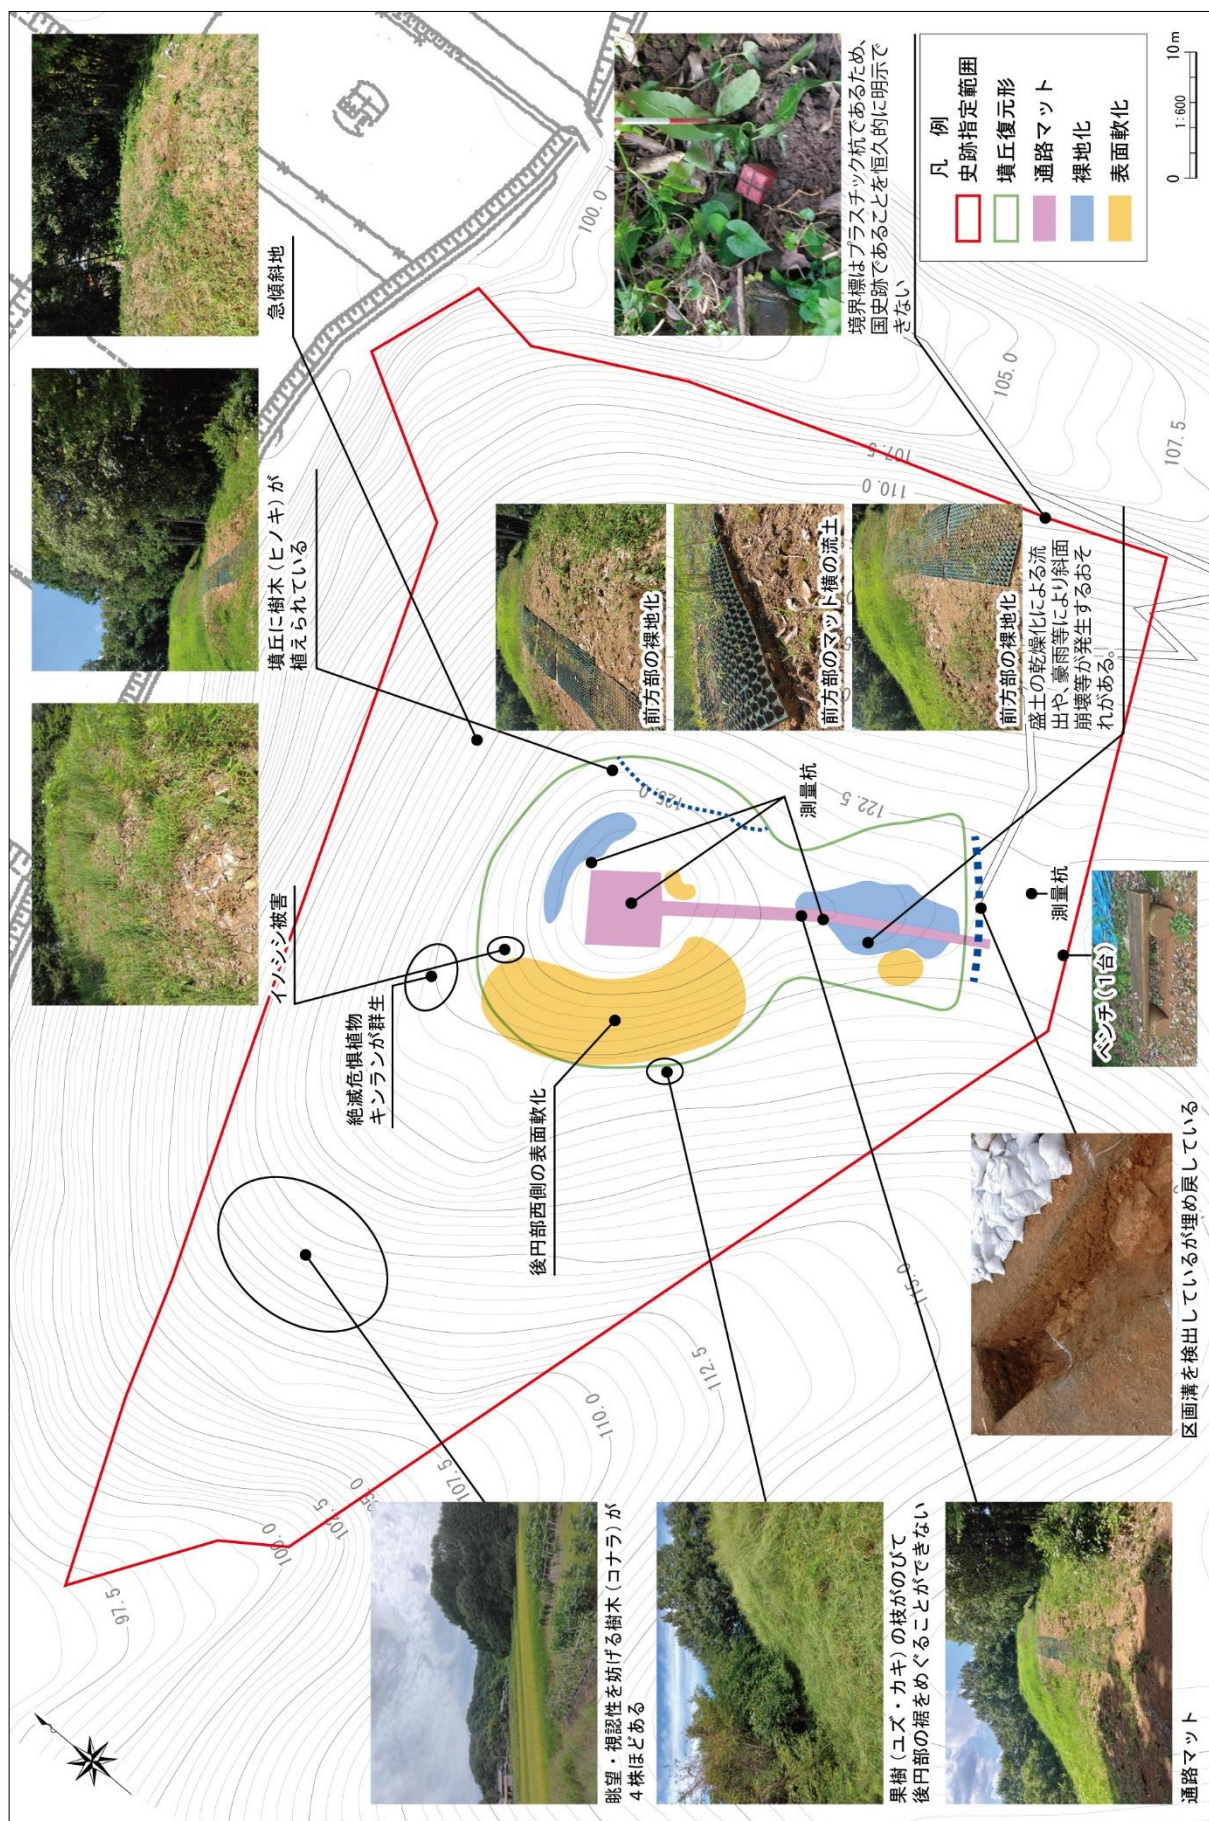 急傾斜地
墳丘に樹木（ヒノキ）が
植えられている
イノシシ被害
絶滅危惧植物
キンランが群生
後円部西側の表面軟化
眺望・視認性を妨げる樹木（コナラ）が
４株ほどある
果樹（ユズ・カキ）の枝がのびて
後円部の裾をめぐることができない
通路マット
区画溝を検出しているが埋め戻している
ベンチ（１台）
測量杭
測量杭
前方部の裸地化
前方部のマット横の流土
前方部の裸地化
盛土の乾燥化による流
出や、豪雨等により斜面
崩壊等が発生するおそ
れがある。
境界標はプラスチック杭であるため、
国史跡であることを恒久的に明示で
きない
凡　例
史跡指定範囲
墳丘復元形
通路マット
裸地化
表面軟化
0
1:600
10m
97.5
100.0
105.0
107.5
110.0
112.5
115.0
125.0
122.5
110.0
107.5
105.0
107.5
100.0